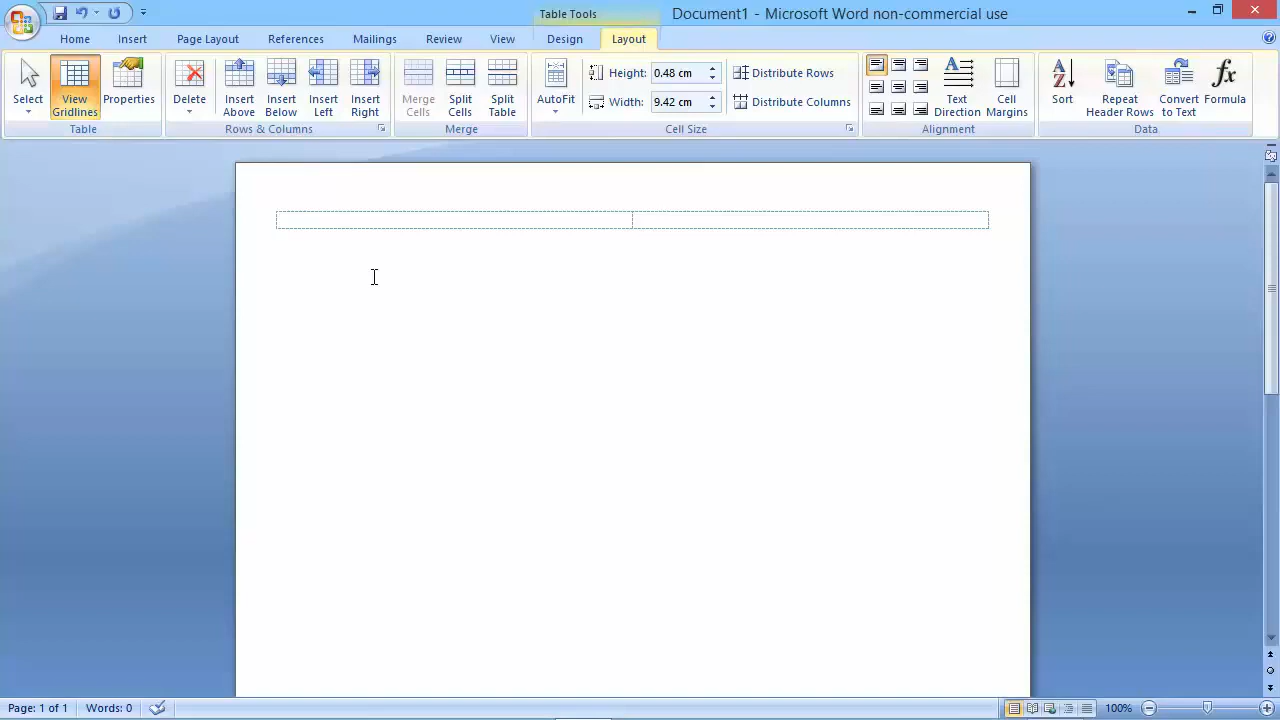 Table Tools
Document1 - Microsoft Word non-commercial use
Home Insert Page Layout References Mailings Review View Design Layout
Select
View Gridlines
Properties
Table
Delete
Insert Above
Insert Below
Insert Left
Insert Right
Rows & Columns
Merge Cells
Split Cells
Split Table
Merge
AutoFit
Height: 0.48 cm
Width: 9.42 cm
Distribute Rows
Distribute Columns
Cell Size
Text Direction
Cell Margins
Alignment
A
Z
Sort
Repeat Header Rows
Convert to Text
fx
Formula
Data
Page: 1 of 1 Words: 0 100%